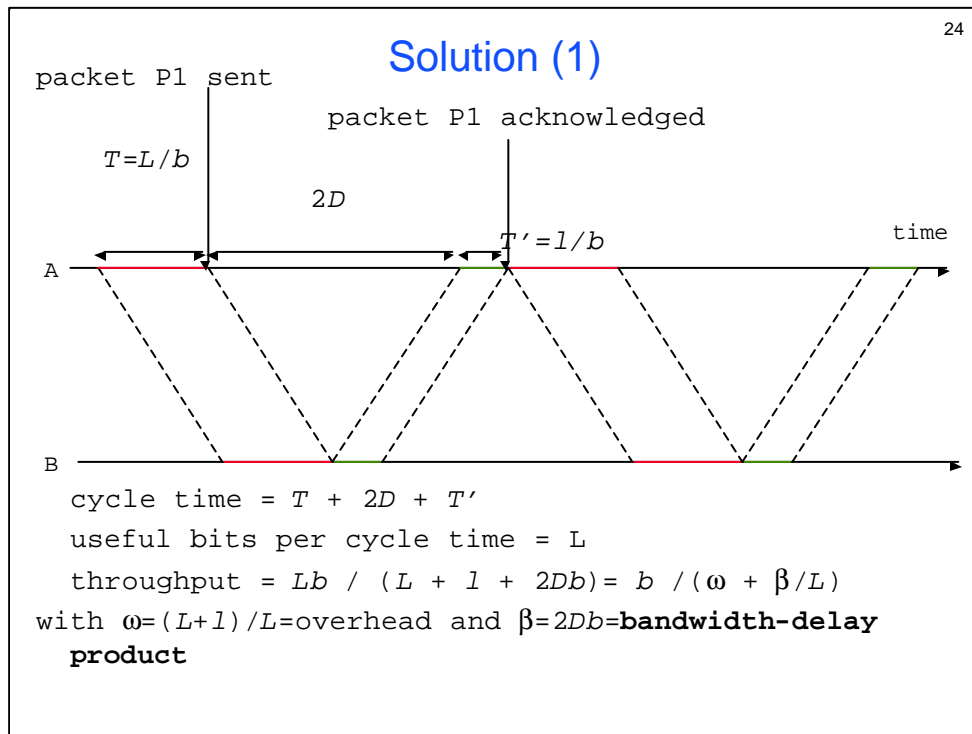 24
Solution (1)
packet P1 sent
packet P1 acknowledged
T=L/b
2D
T'=l/b
time
A
B
cycle time = T + 2D + T'
useful bits per cycle time = L
throughput = Lb / (L + l + 2Db)= b /(ω + β/L)
with ω=(L+l)/L=overhead and β=2Db=bandwidth-delay
product